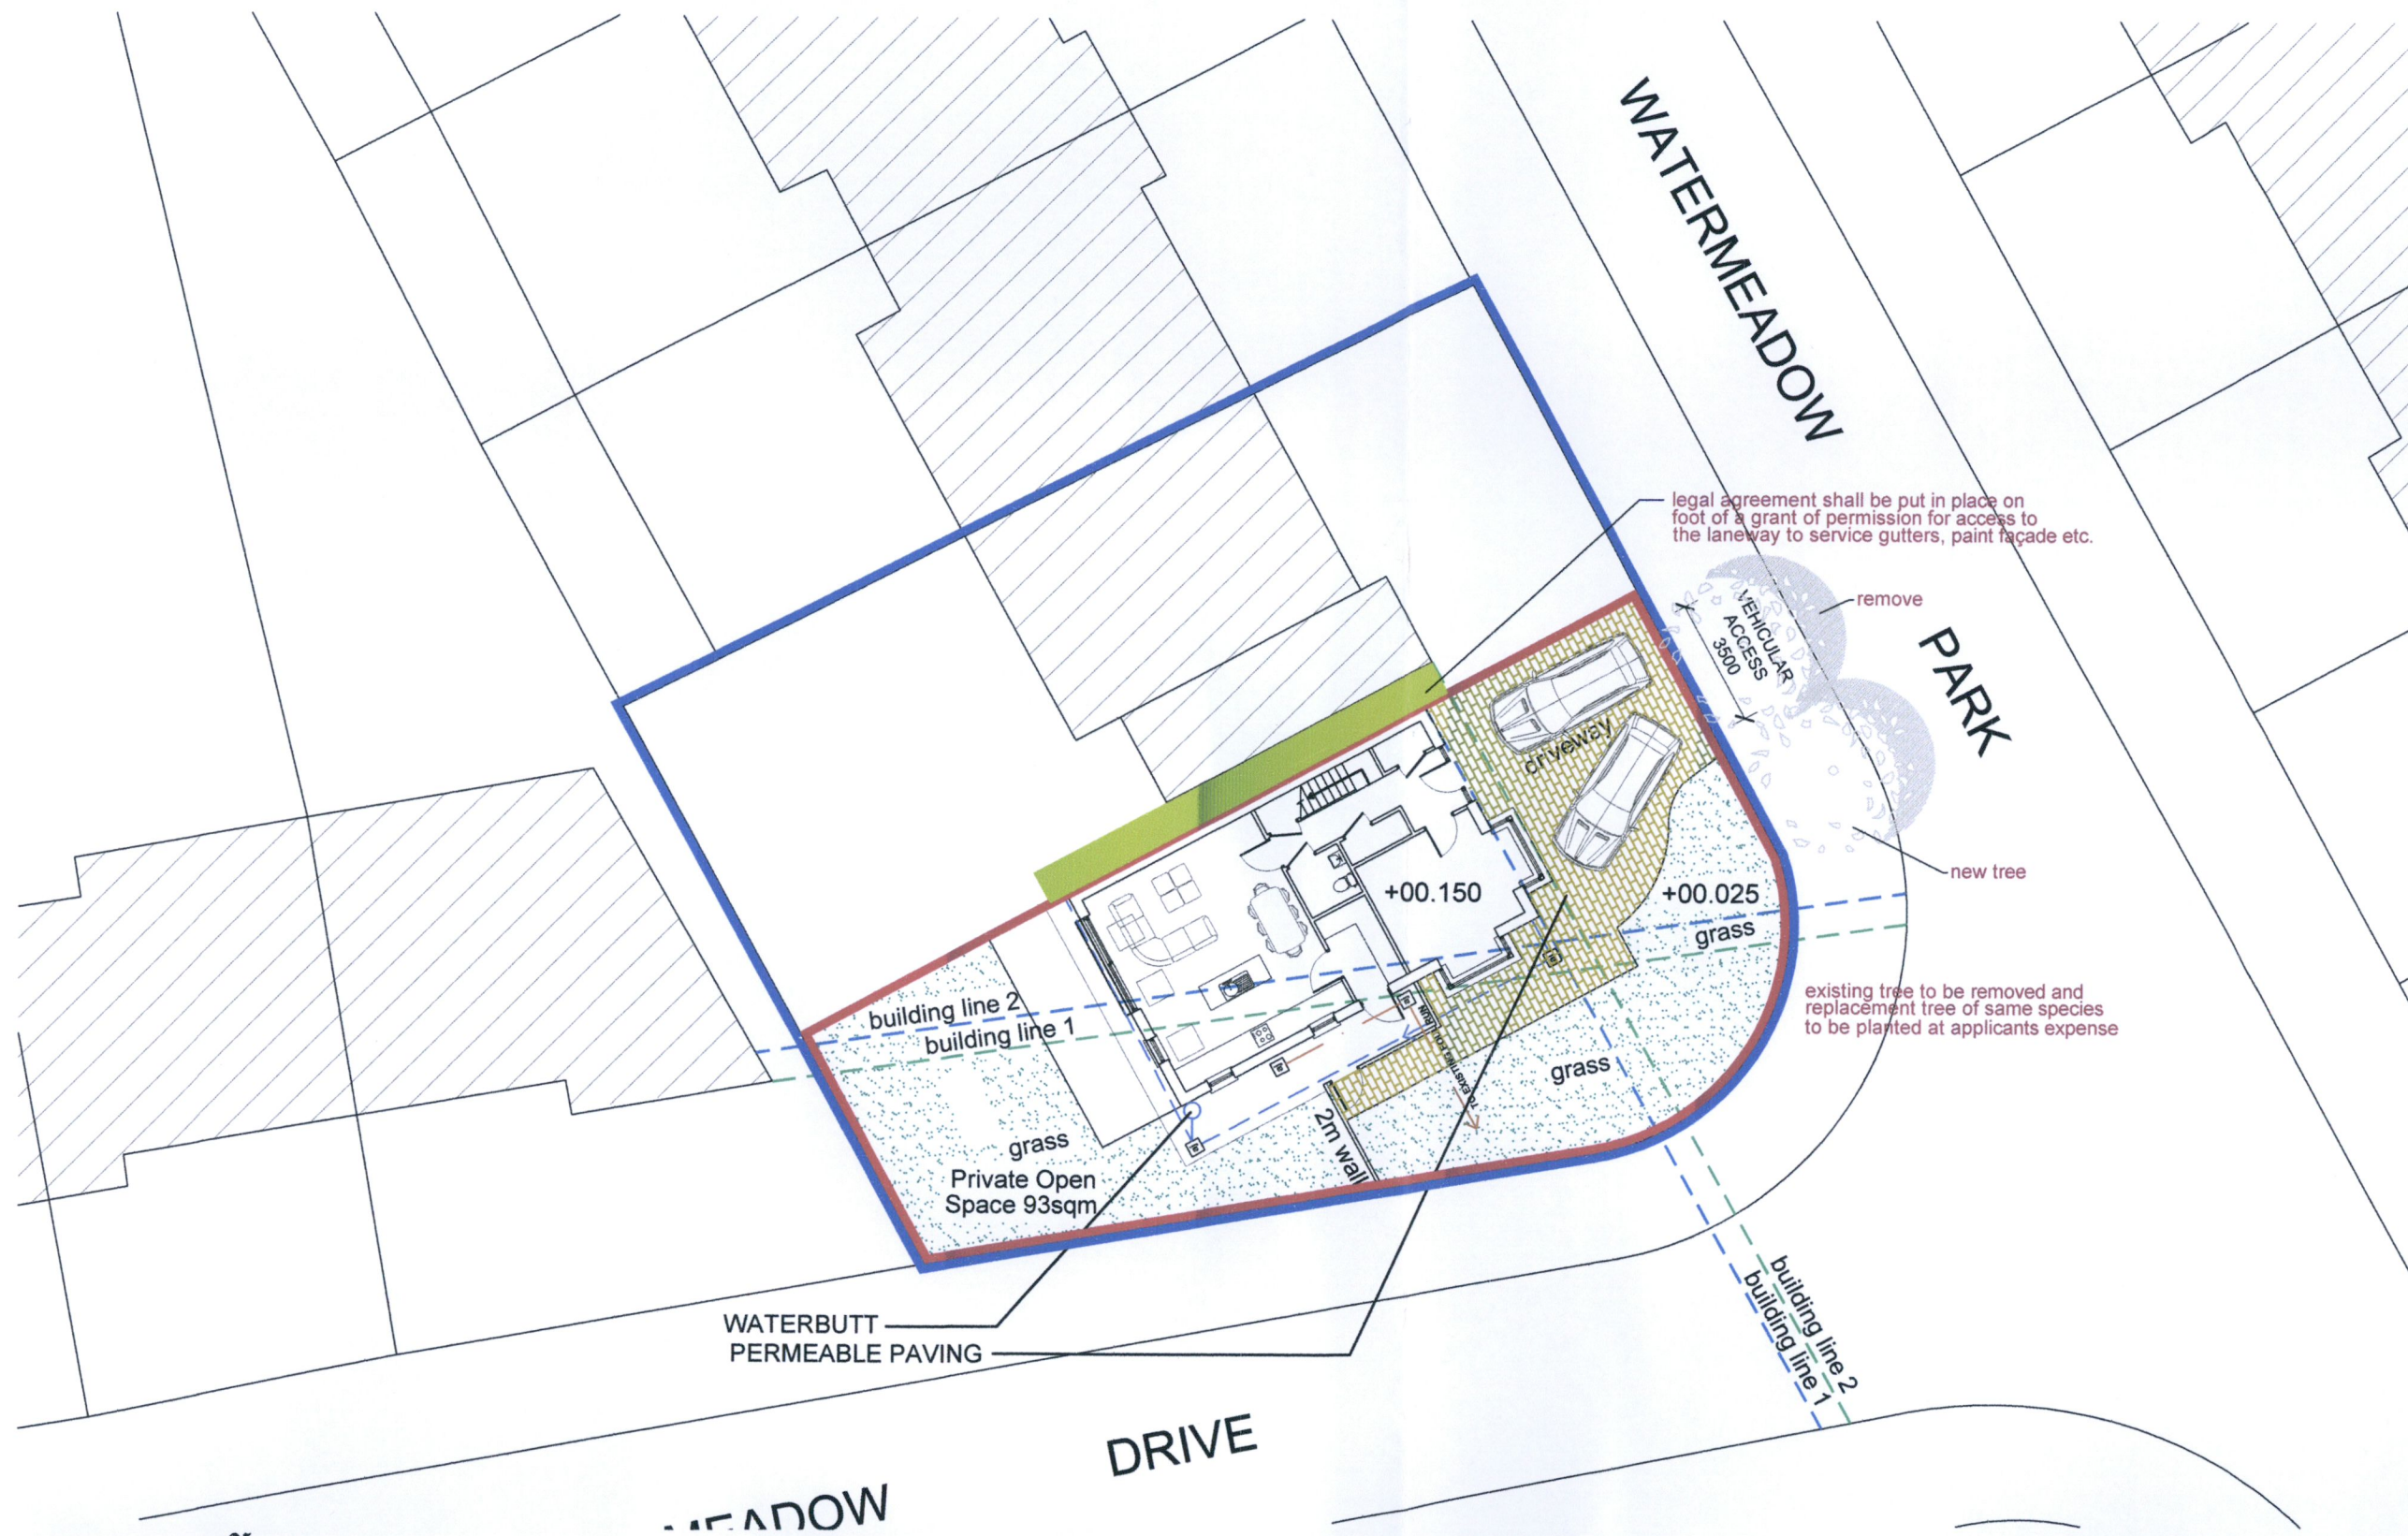 WATERMEADOW
PARK
legal agreement shall be put in place on
foot of a grant of permission for access to
the laneway to service gutters, paint façade etc.
remove
VEHICULAR
ACCESS
3500
driveway
new tree
+00.150
+00.025
grass
existing tree to be removed and
replacement tree of same species
to be planted at applicants expense
building line 2
building line 1
grass
TO EXISTING FOUL
RUN
2m wall
grass
Private Open
Space 93sqm
WATERBUTT
PERMEABLE PAVING
building line 2
building line 1
DRIVE
MEADOW